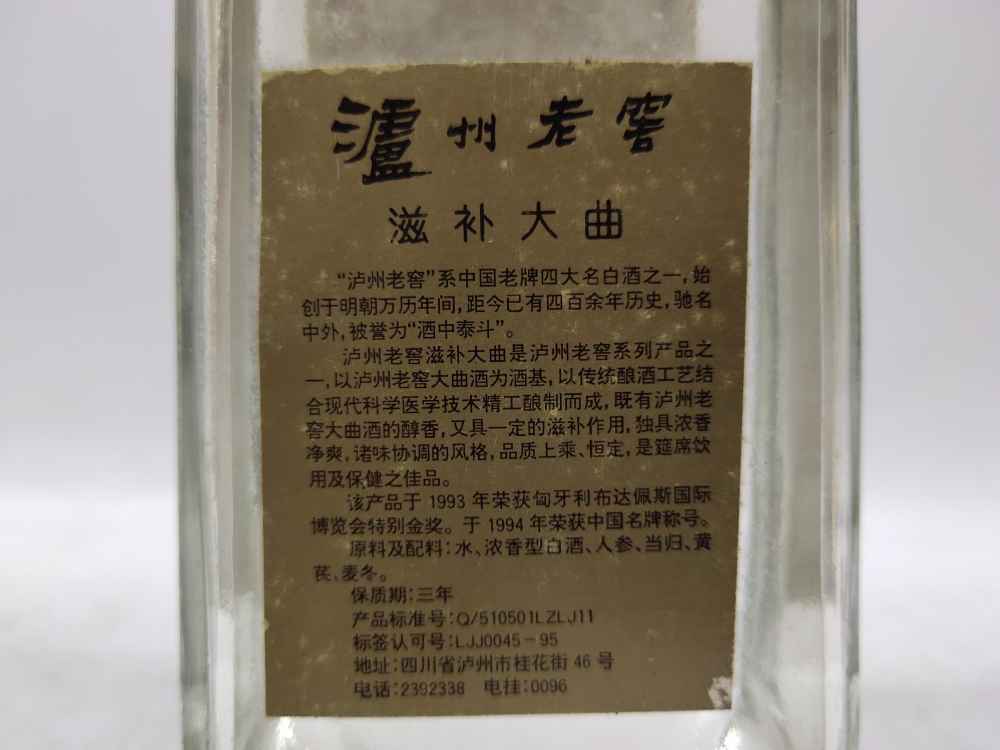 瀘州老窖
滋补大曲
“泸州老窖”系中国老牌四大名白酒之一，始
创于明朝万历年间，距今已有四百余年历史，驰名
中外，被誉为“酒中泰斗”。
泸州老窖滋补大曲是泸州老窖系列产品之
一，以泸州老窖大曲酒为酒基，以传统酿酒工艺结
合现代科学医学技术精工酿制而成，既有泸州老
窖大曲酒的醇香，又具一定的滋补作用，独具浓香
净爽，诸味协调的风格，品质上乘、恒定，是筵席饮
用及保健之佳品。
该产品于 1993 年荣获匈牙利布达佩斯国际
博览会特别金奖。于 1994 年荣获中国名牌称号。
原料及配料：水、浓香型白酒、人参、当归、黄
芪、麦冬。
保质期：三年
产品标准号：Q/510501LZLJ11
标签认可号：LJJ0045－95
地址：四川省泸州市桂花街 46 号
电话：2392338 电挂：0096